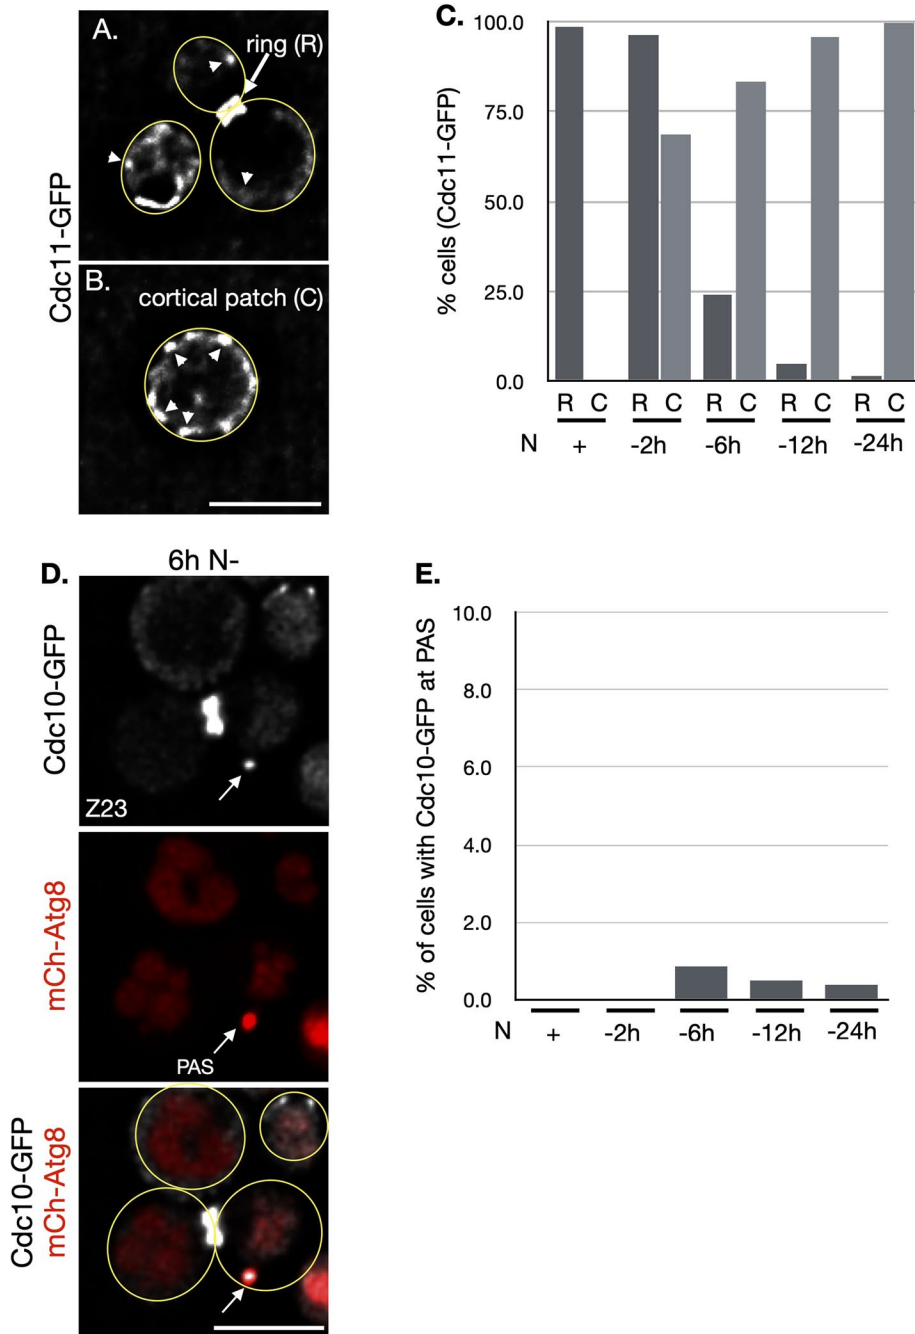 A.
ring (R)
Cdc11-GFP
B.
cortical patch (C)
C.
% cells (Cdc11-GFP)
100.0
75.0
50.0
25.0
0.0
R C R C R C R C R C
N + -2h -6h -12h -24h
D.
6h N-
Cdc10-GFP
Z23
mCh-Atg8
PAS
Cdc10-GFP
mCh-Atg8
E.
% of cells with Cdc10-GFP at PAS
10.0
8.0
6.0
4.0
2.0
0.0
N + -2h -6h -12h -24h